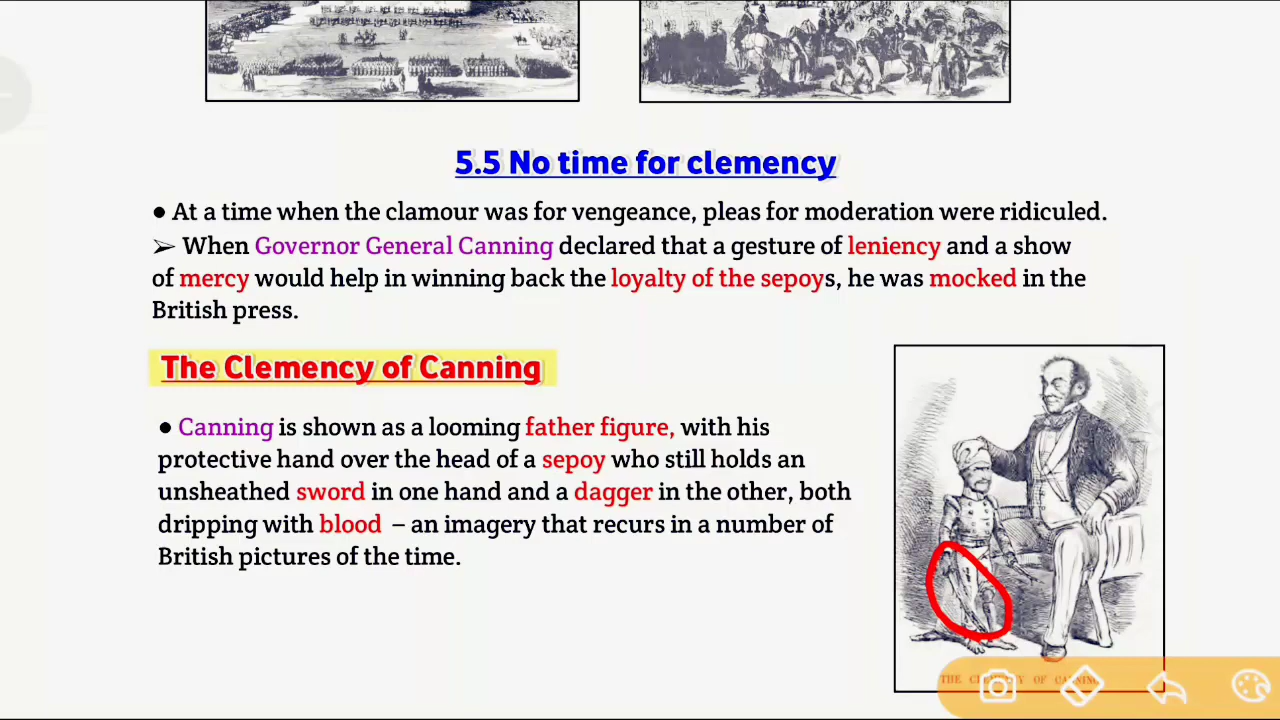 5.5 No time for clemency
● At a time when the clamour was for vengeance, pleas for moderation were ridiculed.
➢ When Governor General Canning declared that a gesture of leniency and a show
of mercy would help in winning back the loyalty of the sepoys, he was mocked in the
British press.
The Clemency of Canning
● Canning is shown as a looming father figure, with his
protective hand over the head of a sepoy who still holds an
unsheathed sword in one hand and a dagger in the other, both
dripping with blood – an imagery that recurs in a number of
British pictures of the time.
THE CLEMENCY OF CANNING